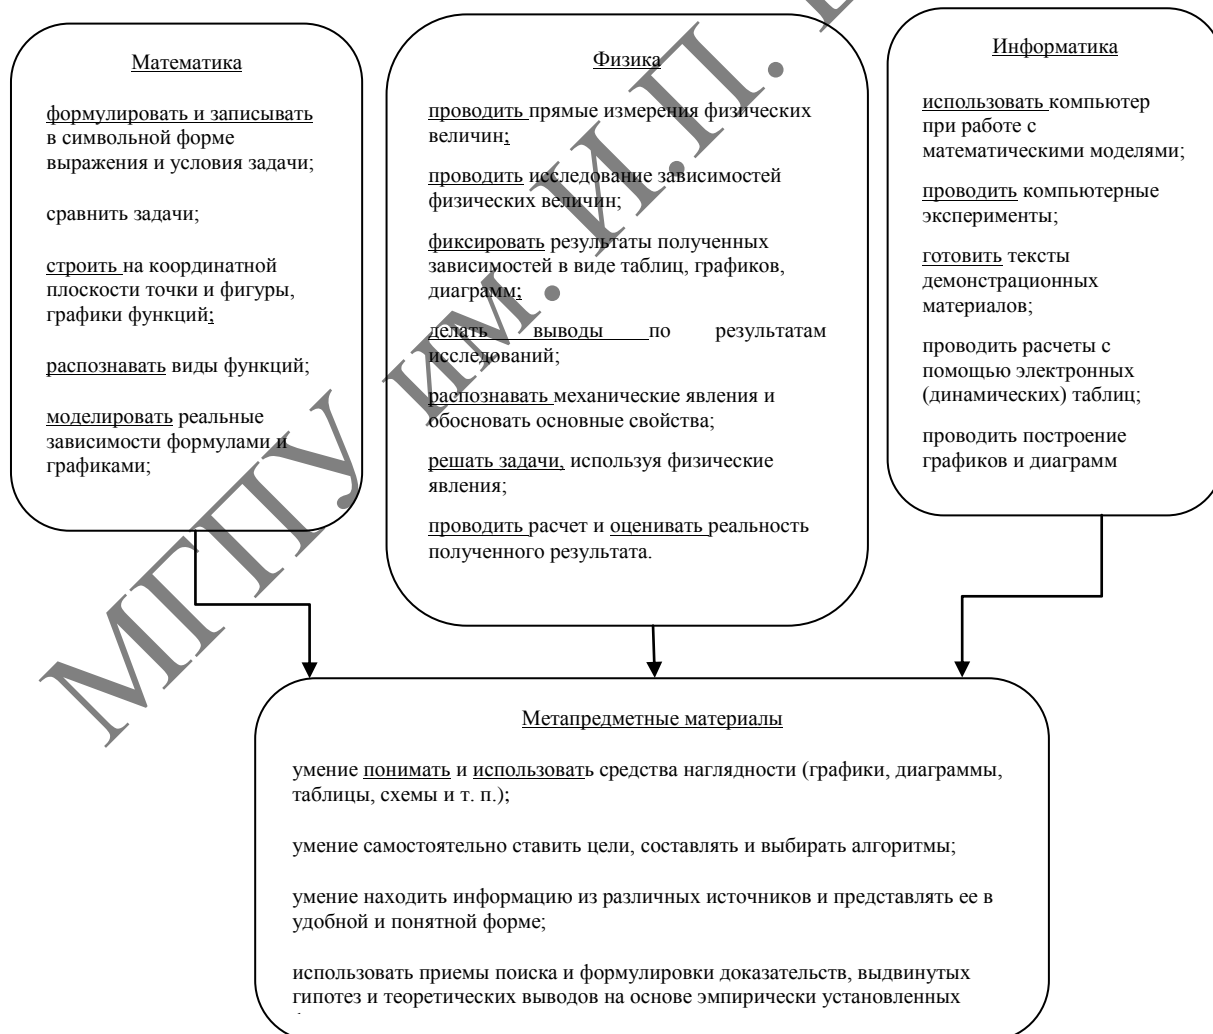 Математика
формулировать и записывать
в символьной форме
выражения и условия задачи;
сравнить задачи;
строить на координатной
плоскости точки и фигуры,
графики функций;
распознавать виды функций;
моделировать реальные
зависимости формулами и
графиками;
Физика
проводить прямые измерения физических
величин;
проводить исследование зависимостей
физических величин;
фиксировать результаты полученных
зависимостей в виде таблиц, графиков,
диаграмм;
делать выводы по результатам
исследований;
распознавать механические явления и
обосновать основные свойства;
решать задачи, используя физические
явления;
проводить расчет и оценивать реальность
полученного результата.
Информатика
использовать компьютер
при работе с
математическими моделями;
проводить компьютерные
эксперименты;
готовить тексты
демонстрационных
материалов;
проводить расчеты с
помощью электронных
(динамических) таблиц;
проводить построение
графиков и диаграмм
Метапредметные материалы
умение понимать и использовать средства наглядности (графики, диаграммы,
таблицы, схемы и т. п.);
умение самостоятельно ставить цели, составлять и выбирать алгоритмы;
умение находить информацию из различных источников и представлять ее в
удобной и понятной форме;
использовать приемы поиска и формулировки доказательств, выдвинутых
гипотез и теоретических выводов на основе эмпирически установленных
МГПУ им. И.П.